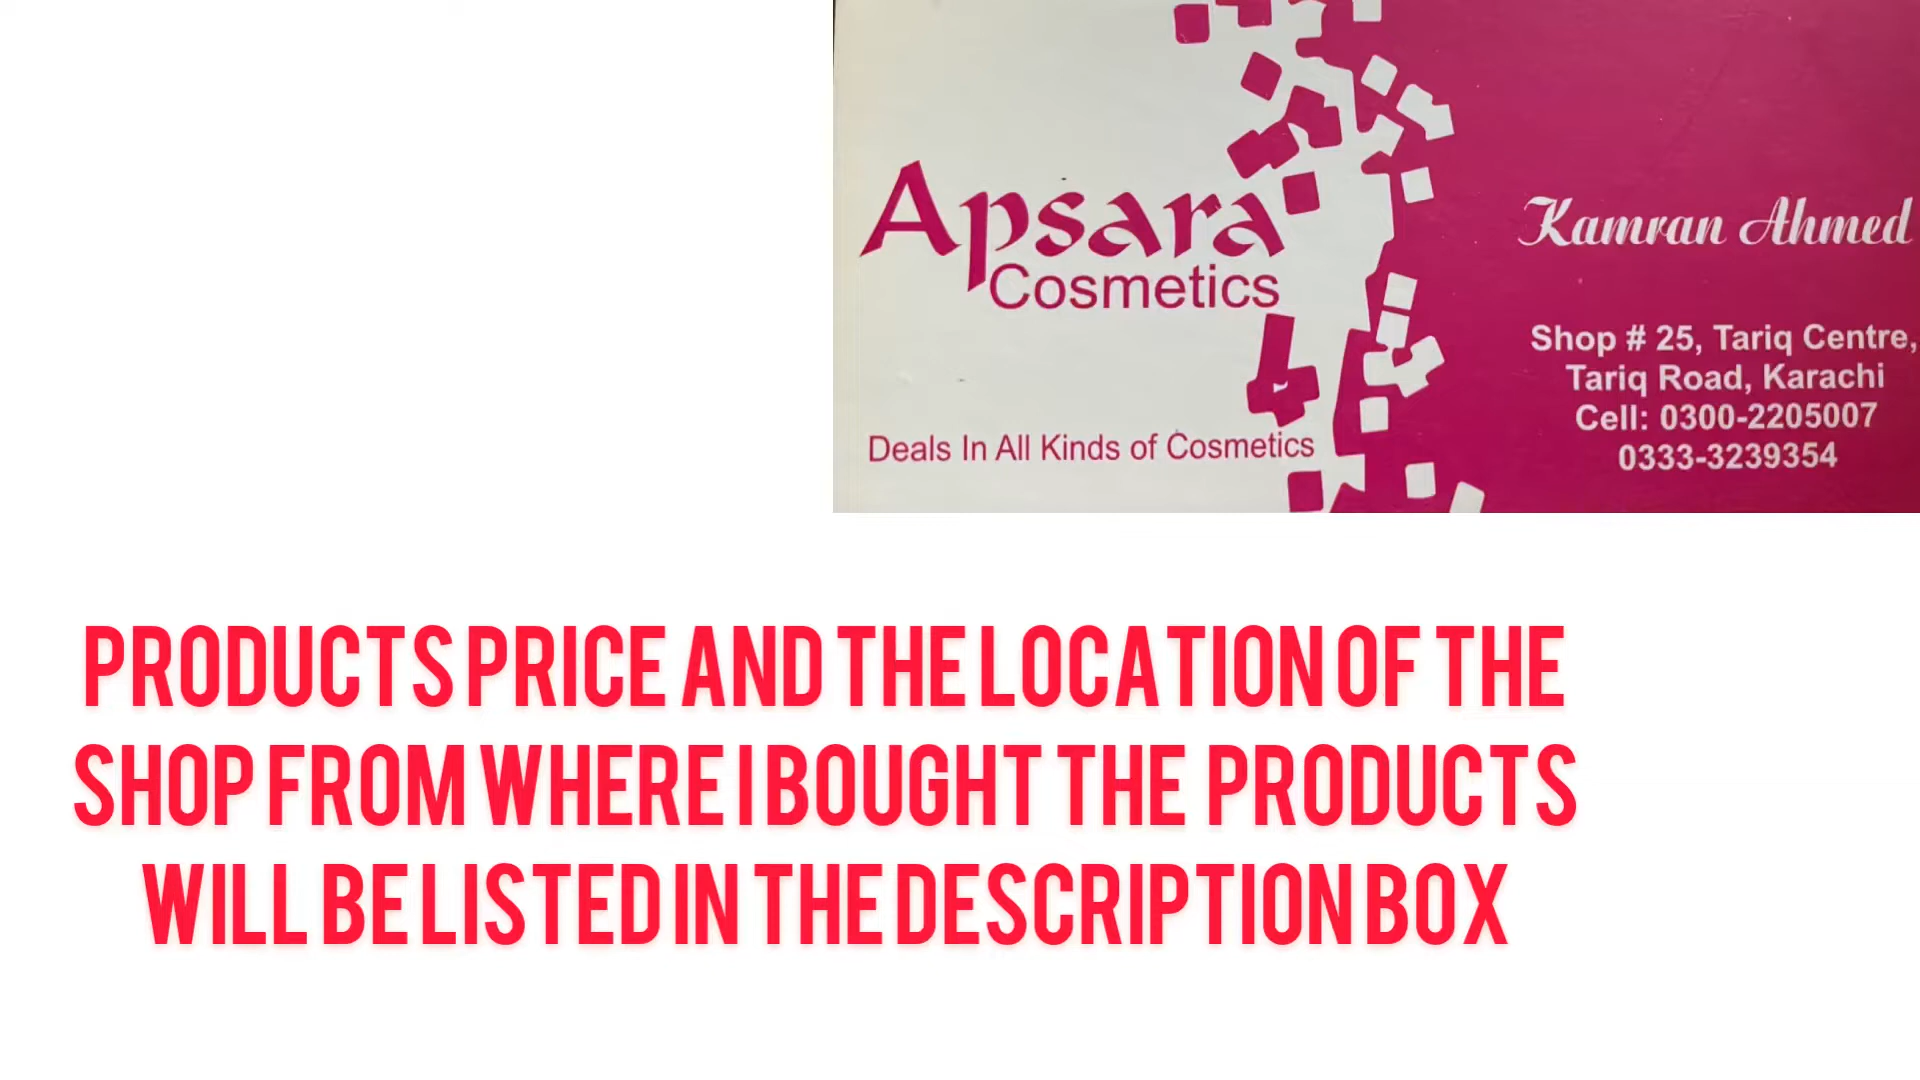 Apsara
Cosmetics
Deals In All Kinds of Cosmetics
Kamran Ahmed
Shop # 25, Tariq Centre,
Tariq Road, Karachi
Cell: 0300-2205007
0333-3239354
PRODUCTS PRICE AND THE LOCATION OF THE
SHOP FROM WHERE I BOUGHT THE PRODUCTS
WILL BE LISTED IN THE DESCRIPTION BOX